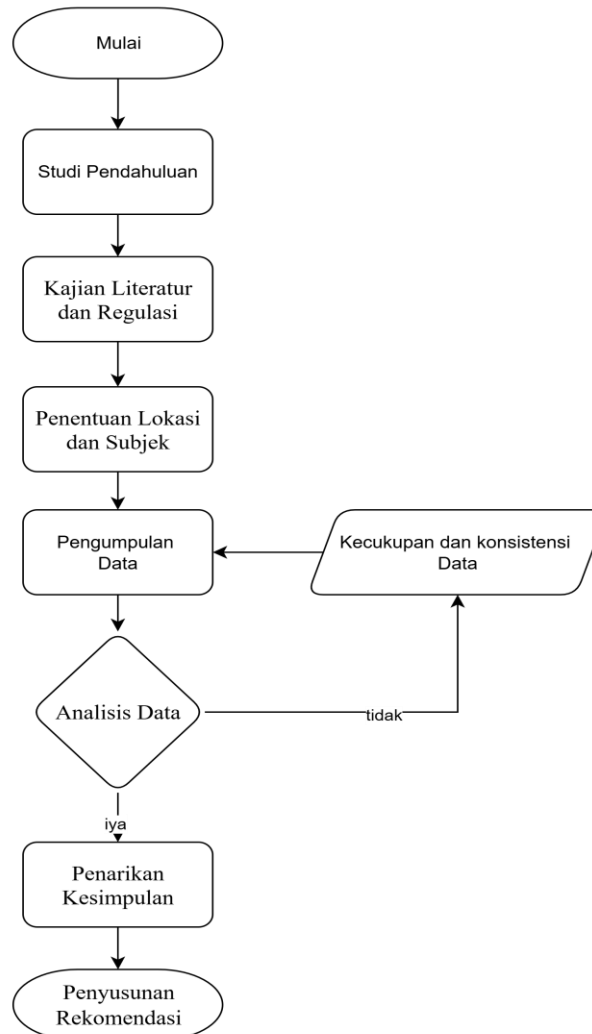 Mulai
Studi Pendahuluan
Kajian Literatur
dan Regulasi
Penentuan Lokasi
dan Subjek
Pengumpulan
Data
Kecukupan dan konsistensi
Data
Analisis Data
tidak
iya
Penarikan
Kesimpulan
Penyusunan
Rekomendasi